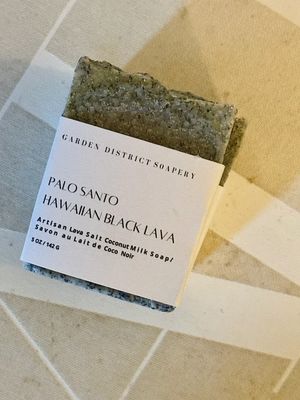 GARDEN DISTRICT SOAPERY
PALO SANTO
HAWAIIAN BLACK LAVA
Artisan Lava Salt Coconut Milk Soap/
Savon au Lait de Coco Noir
5 OZ / 142 G